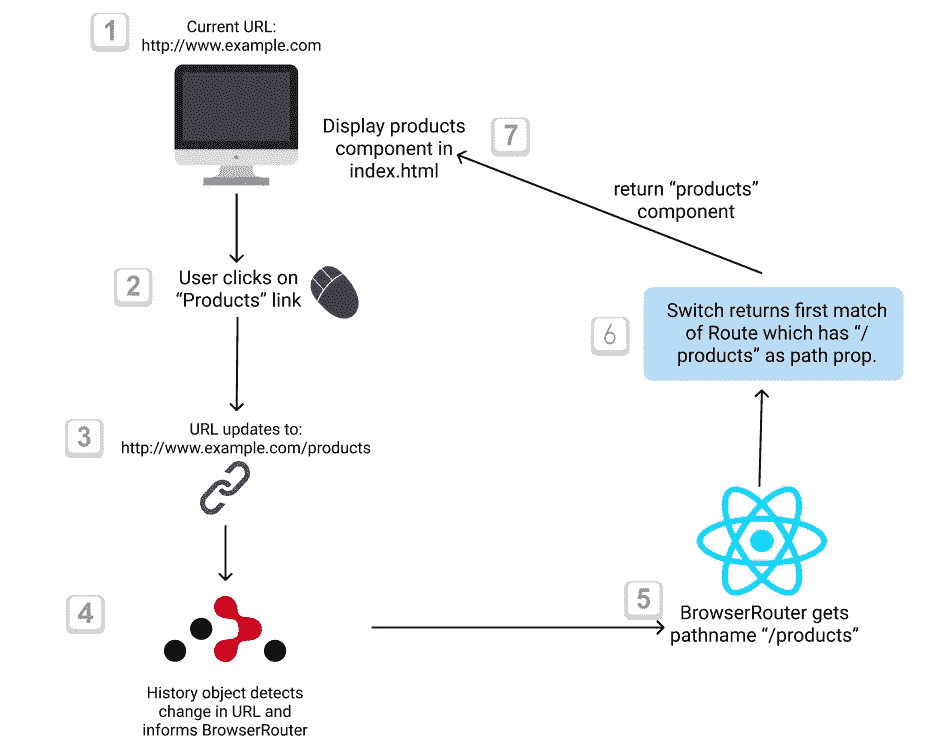 1
Current URL:
http://www.example.com
2
User clicks on
“Products” link
3
URL updates to:
http://www.example.com/products
4
History object detects
change in URL and
informs BrowserRouter
5
BrowserRouter gets
pathname “/products”
6
Switch returns first match
of Route which has “/
products” as path prop.
return “products”
component
7
Display products
component in
index.html